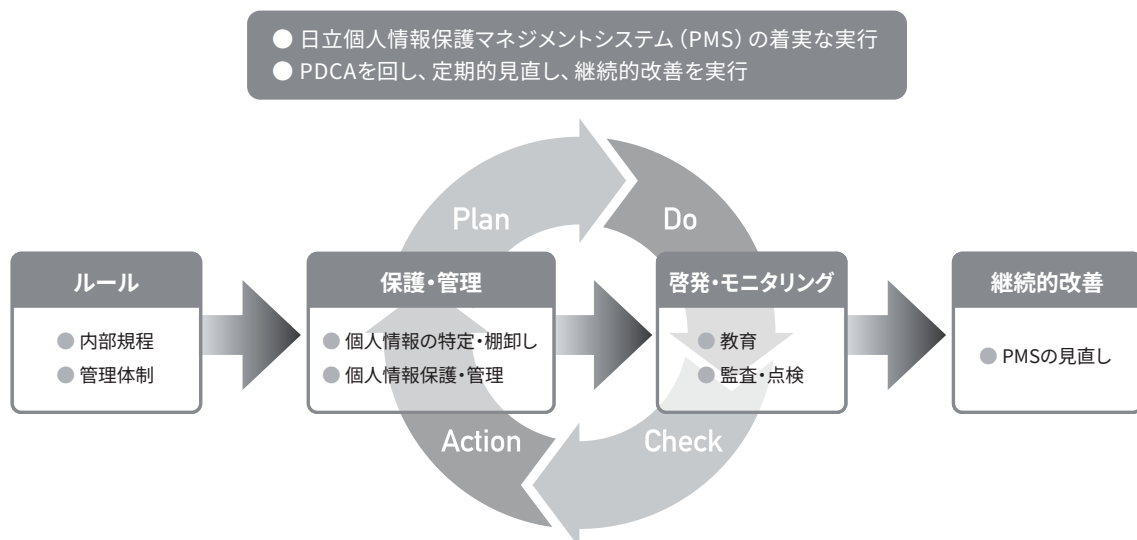 ● 日立個人情報保護マネジメントシステム（PMS）の着実な実行
● PDCAを回し、定期的見直し、継続的改善を実行
Plan
Do
ルール
● 内部規程
● 管理体制
保護・管理
● 個人情報の特定・棚卸し
● 個人情報保護・管理
啓発・モニタリング
● 教育
● 監査・点検
継続的改善
● PMSの見直し
Action
Check